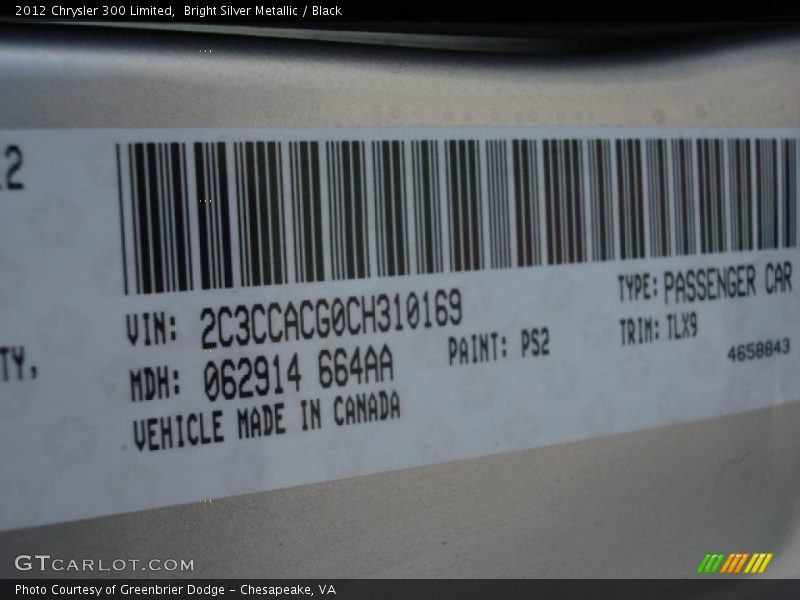 2012 Chrysler 300 Limited,  Bright Silver Metallic / Black
2
VIN: 2C3CCACG0CH310169
TYPE: PASSENGER CAR
TY,
MDH: 062914 664AA
PAINT: PS2
TRIM: TLX9
4658843
VEHICLE MADE IN CANADA
GTCARLOT.COM
Photo Courtesy of Greenbrier Dodge – Chesapeake, VA